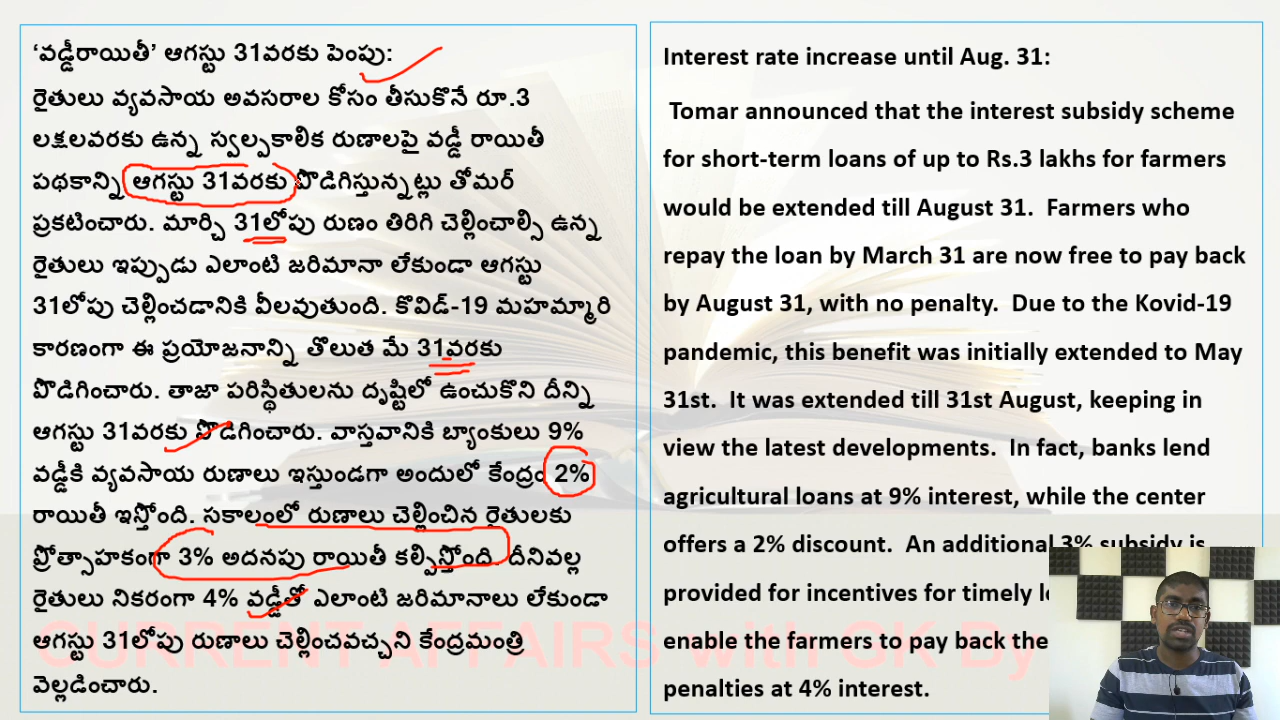 ‘వడ్డీరాయితీ’ ఆగస్టు 31వరకు పెంపు:
రైతులు వ్యవసాయ అవసరాల కోసం తీసుకొనే రూ.3
లక్షలవరకు ఉన్న స్వల్పకాలిక రుణాలపై వడ్డీ రాయితీ
పథకాన్ని ఆగస్టు 31వరకు పొడిగిస్తున్నట్లు తోమర్
ప్రకటించారు. మార్చి 31లోపు రుణం తిరిగి చెల్లించాల్సి ఉన్న
రైతులు ఇప్పుడు ఎలాంటి జరిమానా లేకుండా ఆగస్టు
31లోపు చెల్లించడానికి వీలవుతుంది. కొవిడ్-19 మహమ్మారి
కారణంగా ఈ ప్రయోజనాన్ని తొలుత మే 31వరకు
పొడిగించారు. తాజా పరిస్థితులను దృష్టిలో ఉంచుకొని దీన్ని
ఆగస్టు 31వరకు పొడిగించారు. వాస్తవానికి బ్యాంకులు 9%
వడ్డీకి వ్యవసాయ రుణాలు ఇస్తుండగా అందులో కేంద్రం 2%
రాయితీ ఇస్తోంది. సకాలంలో రుణాలు చెల్లించిన రైతులకు
ప్రోత్సాహకంగా 3% అదనపు రాయితీ కల్పిస్తోంది. దీనివల్ల
రైతులు నికరంగా 4% వడ్డీతో ఎలాంటి జరిమానాలు లేకుండా
ఆగస్టు 31లోపు రుణాలు చెల్లించవచ్చని కేంద్రమంత్రి
వెల్లడించారు.
Interest rate increase until Aug. 31:
Tomar announced that the interest subsidy scheme
for short-term loans of up to Rs.3 lakhs for farmers
would be extended till August 31. Farmers who
repay the loan by March 31 are now free to pay back
by August 31, with no penalty. Due to the Kovid-19
pandemic, this benefit was initially extended to May
31st. It was extended till 31st August, keeping in
view the latest developments. In fact, banks lend
agricultural loans at 9% interest, while the center
offers a 2% discount. An additional 3% subsidy is
provided for incentives for timely
enable the farmers to pay back the
penalties at 4% interest.
CURRENT AFFAIRS with GK By